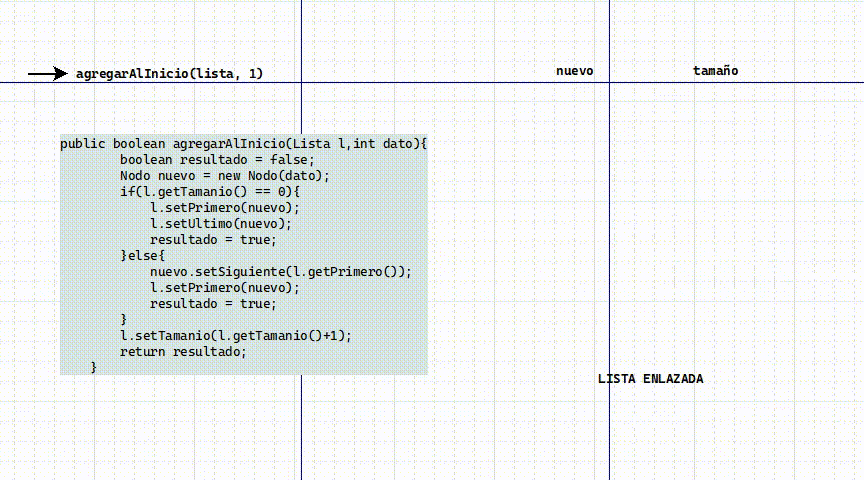 agregarAlInicio(lista, 1)
nuevo
tamaño
public boolean agregarAlInicio(Lista l,int dato){
        boolean resultado = false;
        Nodo nuevo = new Nodo(dato);
        if(l.getTamanio() == 0){
            l.setPrimero(nuevo);
            l.setUltimo(nuevo);
            resultado = true;
        }else{
            nuevo.setSiguiente(l.getPrimero());
            l.setPrimero(nuevo);
            resultado = true;
        }
        l.setTamanio(l.getTamanio()+1);
        return resultado;
    }
LISTA ENLAZADA